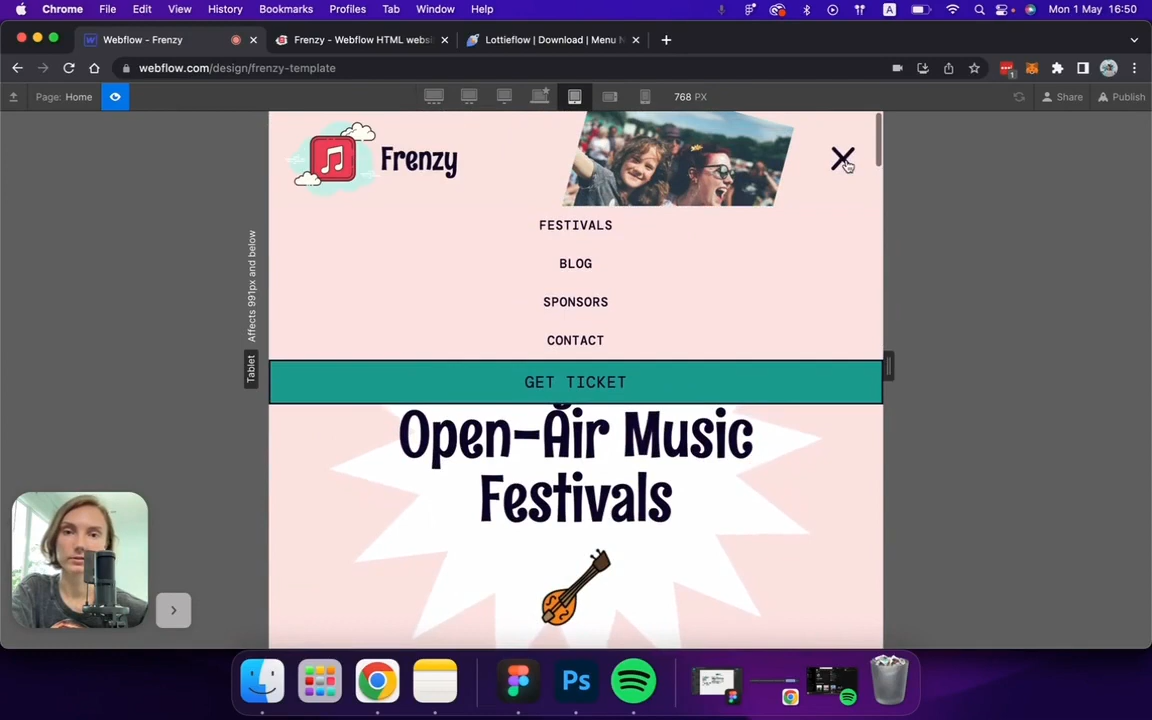 Chrome File Edit View History Bookmarks Profiles Tab Window Help
A Mon 1 May 16:50
Webflow - Frenzy
Frenzy - Webflow HTML websi
Lottieflow | Download | Menu N
webflow.com/design/frenzy-template
1
Page: Home
768 PX
Share
Publish
Frenzy
FESTIVALS
BLOG
SPONSORS
CONTACT
GET TICKET
Open-Air Music
Festivals
Affects 991px and below
Tablet
Ps